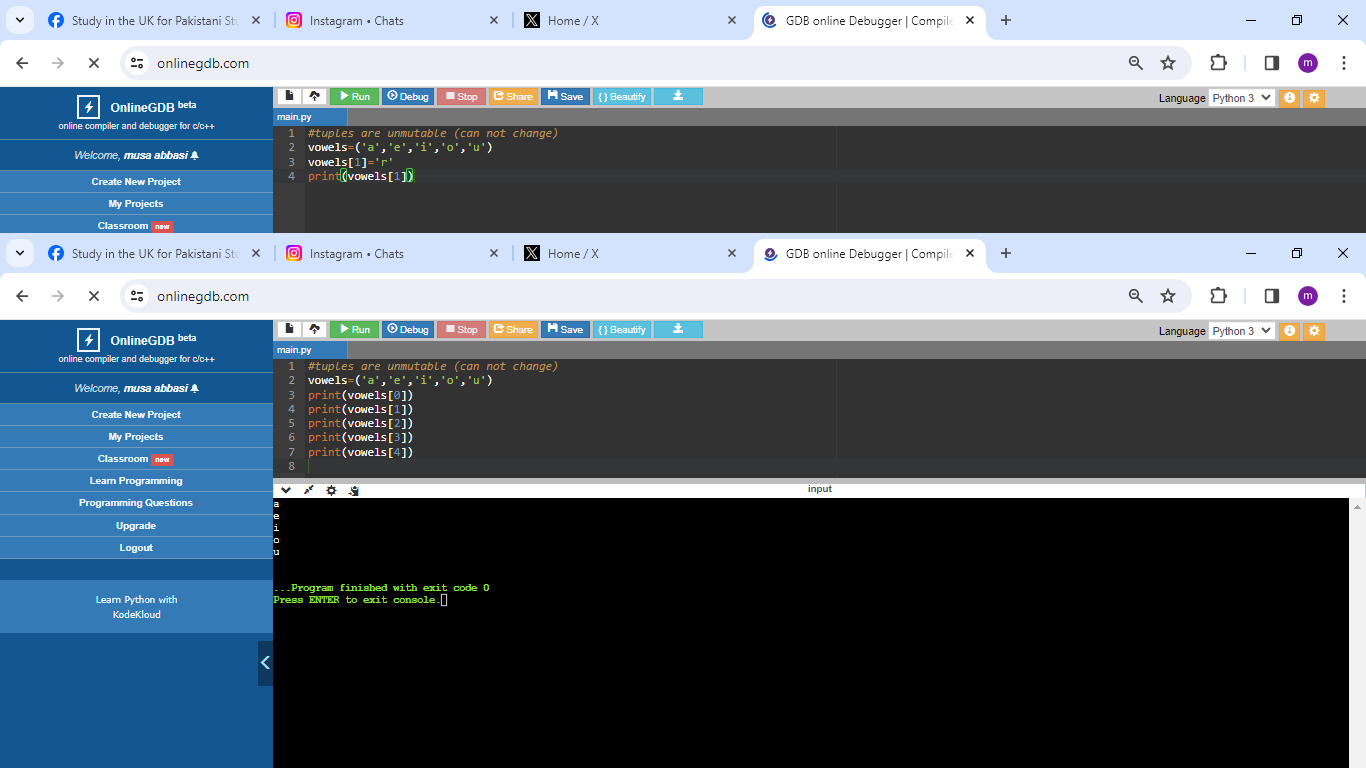 Study in the UK for Pakistani St
Instagram • Chats
Home / X
GDB online Debugger | Compile
onlinegdb.com
m
OnlineGDB beta
online compiler and debugger for c/c++
Welcome, musa abbasi
Create New Project
My Projects
Classroom new
Run
Debug
Stop
Share
Save
{ } Beautify
Language Python 3
main.py
1 #tuples are unmutable (can not change)
2 vowels=('a','e','i','o','u')
3 vowels[1]='r'
4 print(vowels[1])
Study in the UK for Pakistani St
Instagram • Chats
Home / X
GDB online Debugger | Compile
onlinegdb.com
m
OnlineGDB beta
online compiler and debugger for c/c++
Welcome, musa abbasi
Create New Project
My Projects
Classroom new
Learn Programming
Programming Questions
Upgrade
Logout
Learn Python with
KodeKloud
Run
Debug
Stop
Share
Save
{ } Beautify
Language Python 3
main.py
1 #tuples are unmutable (can not change)
2 vowels=('a','e','i','o','u')
3 print(vowels[0])
4 print(vowels[1])
5 print(vowels[2])
6 print(vowels[3])
7 print(vowels[4])
8
input
a
e
i
o
u
...Program finished with exit code 0
Press ENTER to exit console.